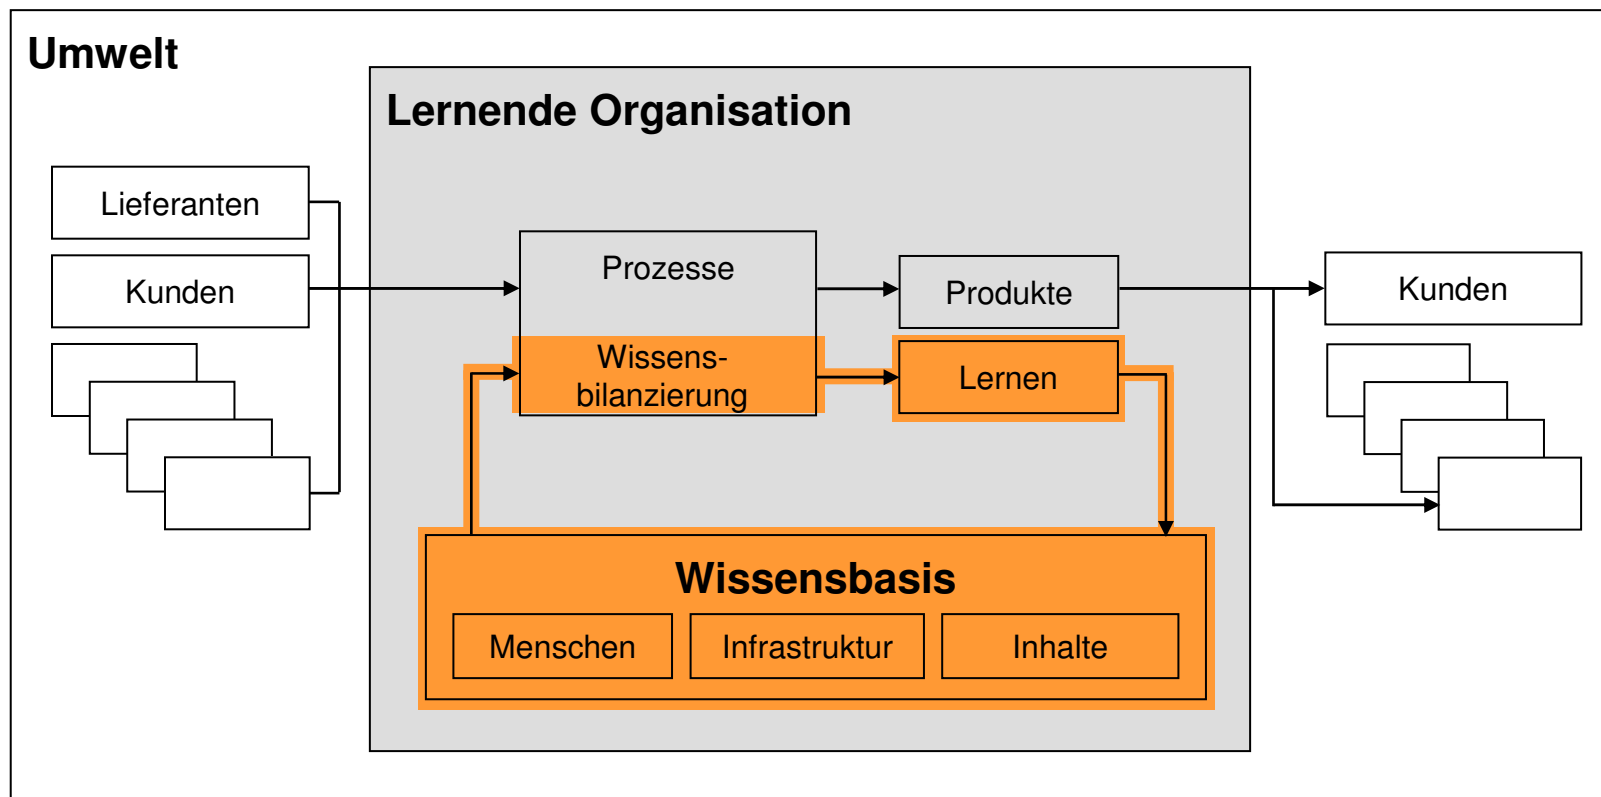 Umwelt
Lernende Organisation
Lieferanten
Kunden
Prozesse
Wissens-
bilanzierung
Produkte
Lernen
Kunden
Wissensbasis
Menschen
Infrastruktur
Inhalte